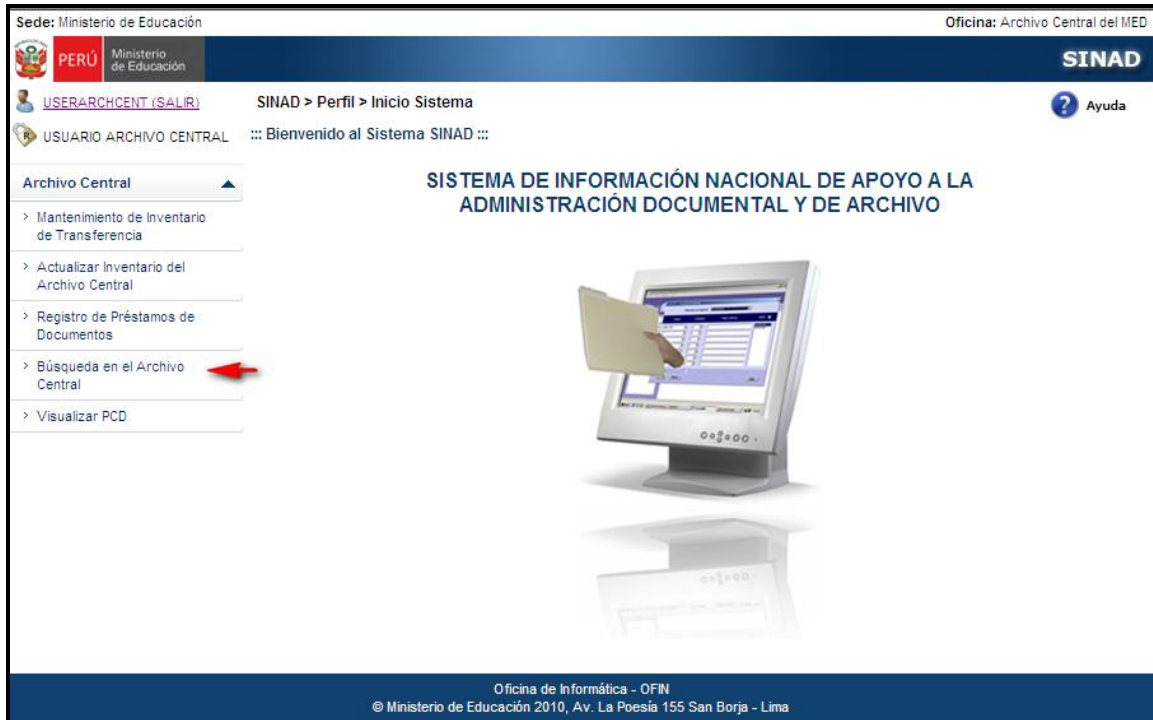 Sede: Ministerio de Educación
Oficina: Archivo Central del MED
PERÚ
Ministerio
de Educación
SINAD
USERARCHCENT (SALIR)
SINAD > Perfil > Inicio Sistema
Ayuda
USUARIO ARCHIVO CENTRAL
::: Bienvenido al Sistema SINAD :::
Archivo Central
> Mantenimiento de Inventario
de Transferencia
> Actualizar Inventario del
Archivo Central
> Registro de Préstamos de
Documentos
> Búsqueda en el Archivo
Central
> Visualizar PCD
SISTEMA DE INFORMACIÓN NACIONAL DE APOYO A LA
ADMINISTRACIÓN DOCUMENTAL Y DE ARCHIVO
Oficina de Informática - OFIN
© Ministerio de Educación 2010, Av. La Poesía 155 San Borja - Lima